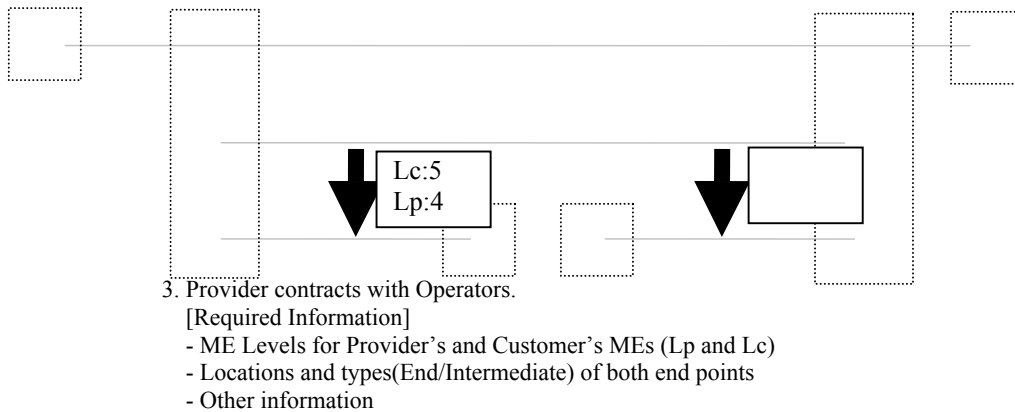 Lc:5
Lp:4
3. Provider contracts with Operators.
[Required Information]
- ME Levels for Provider’s and Customer’s MEs (Lp and Lc)
- Locations and types(End/Intermediate) of both end points
- Other information